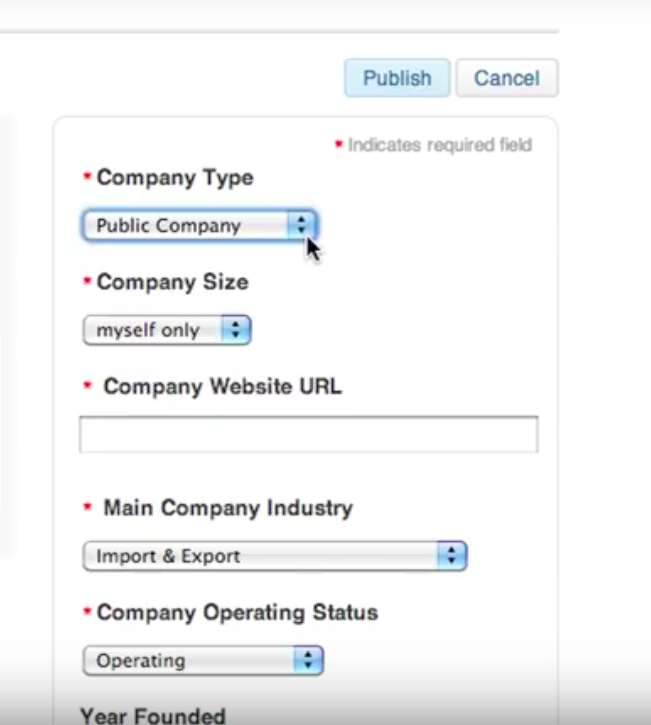 Publish Cancel
* Indicates required field
* Company Type
Public Company
* Company Size
myself only
* Company Website URL
* Main Company Industry
Import & Export
* Company Operating Status
Operating
Year Founded